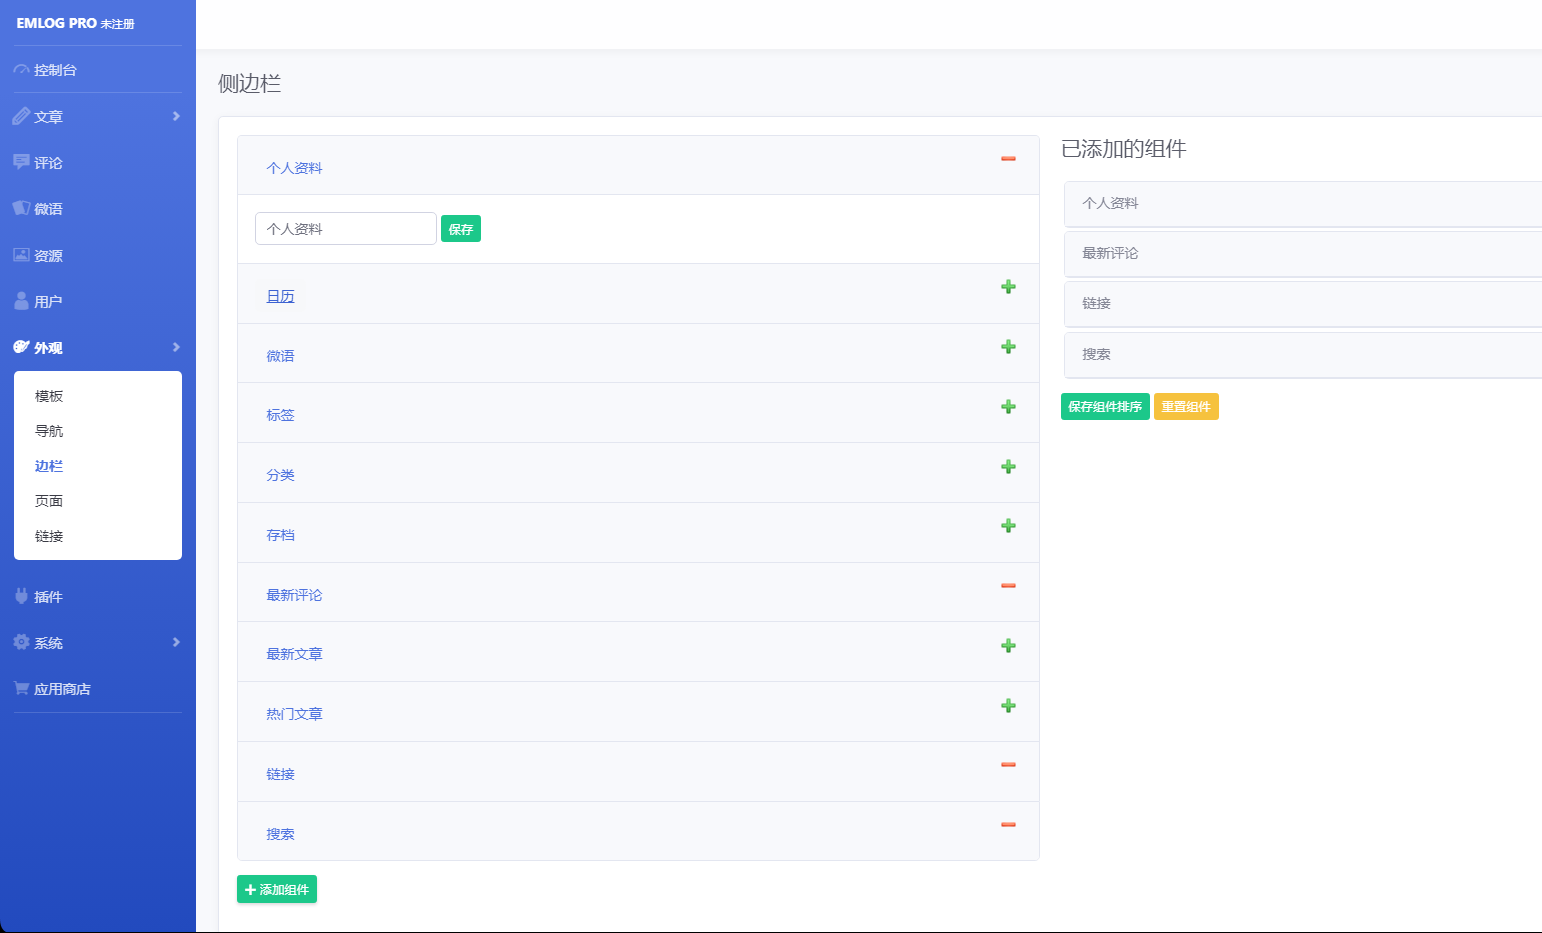 EMLOG PRO 未注册
控制台
文章
评论
微语
资源
用户
外观
模板
导航
边栏
页面
链接
插件
系统
应用商店
侧边栏
个人资料
个人资料 保存
日历
微语
标签
分类
存档
最新评论
最新文章
热门文章
链接
搜索
添加组件
已添加的组件
个人资料
最新评论
链接
搜索
保存组件排序 重置组件